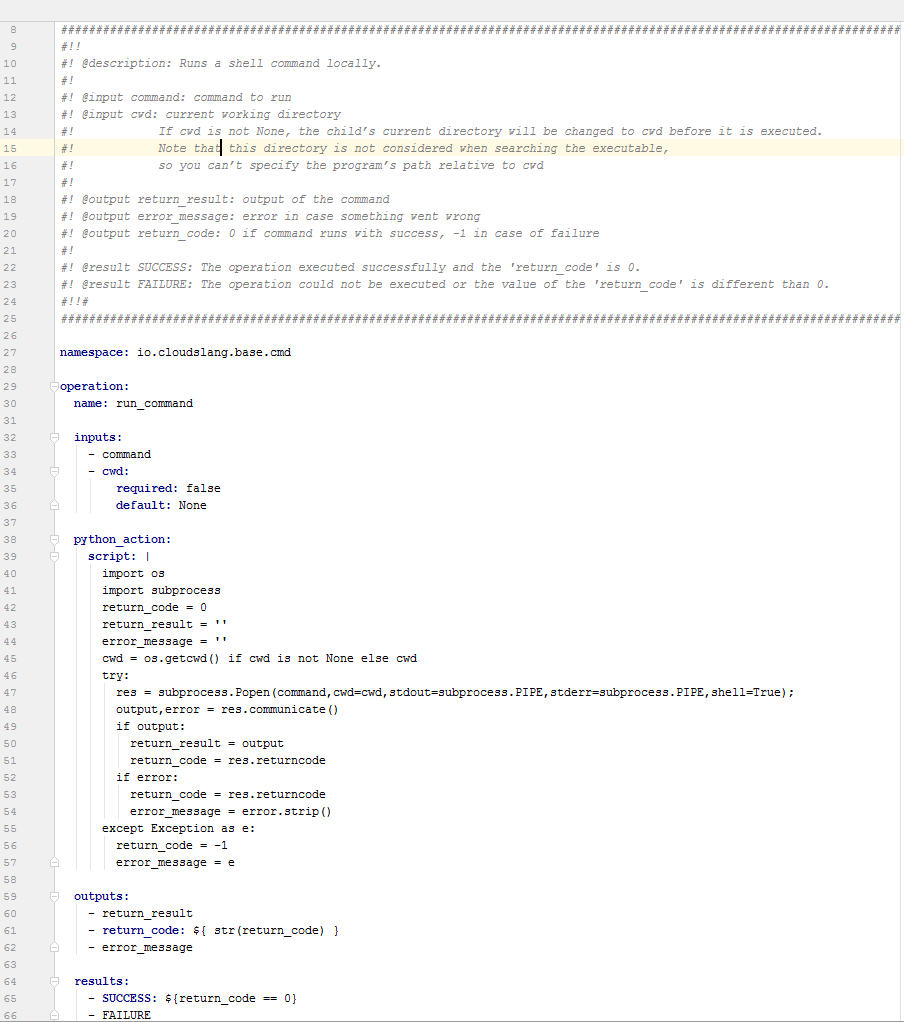 8 ########################################################################################################################
9 #!!
10 #! @description: Runs a shell command locally.
11 #!
12 #! @input command: command to run
13 #! @input cwd: current working directory
14 #!            If cwd is not None, the child's current directory will be changed to cwd before it is executed.
15 #!            Note that this directory is not considered when searching the executable,
16 #!            so you can't specify the program's path relative to cwd
17 #!
18 #! @output return_result: output of the command
19 #! @output error_message: error in case something went wrong
20 #! @output return_code: 0 if command runs with success, -1 in case of failure
21 #!
22 #! @result SUCCESS: The operation executed successfully and the 'return_code' is 0.
23 #! @result FAILURE: The operation could not be executed or the value of the 'return_code' is different than 0.
24 #!!#
25 ########################################################################################################################
26
27 namespace: io.cloudslang.base.cmd
28
29 operation:
30   name: run_command
31
32   inputs:
33     - command
34     - cwd:
35         required: false
36         default: None
37
38   python_action:
39     script: |
40       import os
41       import subprocess
42       return_code = 0
43       return_result = ''
44       error_message = ''
45       cwd = os.getcwd() if cwd is not None else cwd
46       try:
47         res = subprocess.Popen(command,cwd=cwd,stdout=subprocess.PIPE,stderr=subprocess.PIPE,shell=True);
48         output,error = res.communicate()
49         if output:
50           return_result = output
51           return_code = res.returncode
52         if error:
53           return_code = res.returncode
54           error_message = error.strip()
55       except Exception as e:
56         return_code = -1
57         error_message = e
58
59   outputs:
60     - return_result
61     - return_code: ${ str(return_code) }
62     - error_message
63
64   results:
65     - SUCCESS: ${return_code == 0}
66     - FAILURE